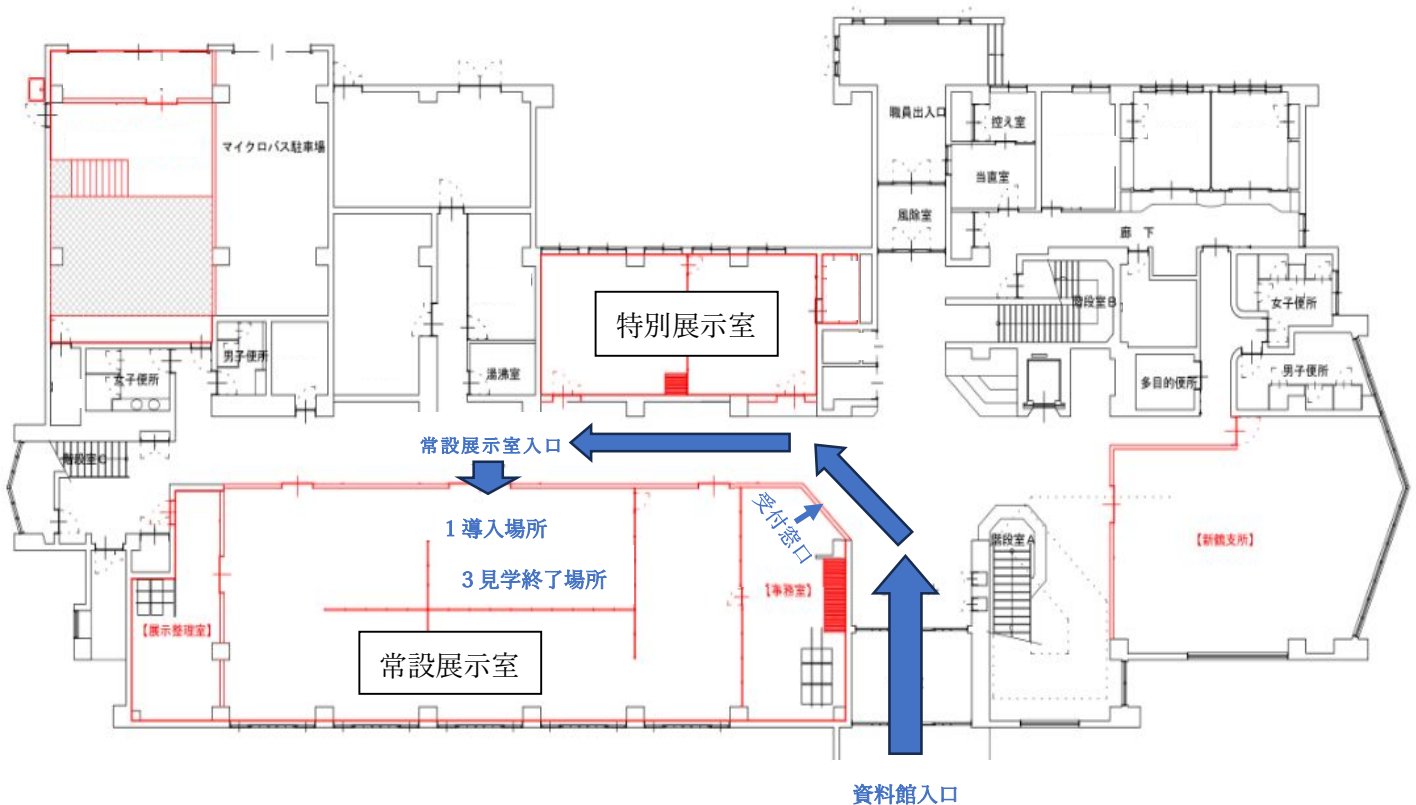 職員出入口
控え室
マイクロバス駐車場
当直室
風除室
廊 下
階段室B
女子便所
特別展示室
男子便所
湯沸室
女子便所
男子便所
多目的便所
常設展示室入口
階段室C
受付窓口
1 導入場所
階段室A
【新鶴支所】
3 見学終了場所
【事務室】
【展示整理室】
常設展示室
資料館入口